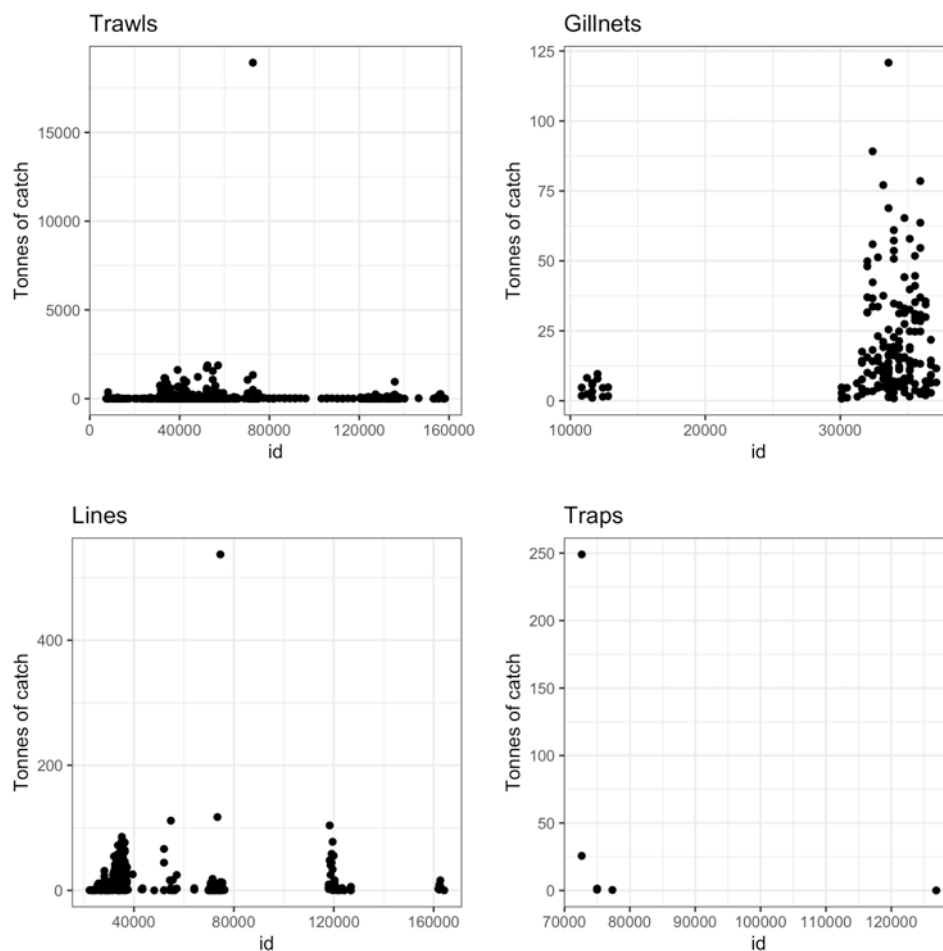 Trawls
15000
10000
5000
0
Tonnes of catch
0 40000 80000 120000 160000
id
Gillnets
125
100
75
50
25
0
Tonnes of catch
10000 20000 30000
id
Lines
400
200
0
Tonnes of catch
40000 80000 120000 160000
id
Traps
250
200
150
100
50
0
Tonnes of catch
70000 80000 90000 100000 110000 120000
id